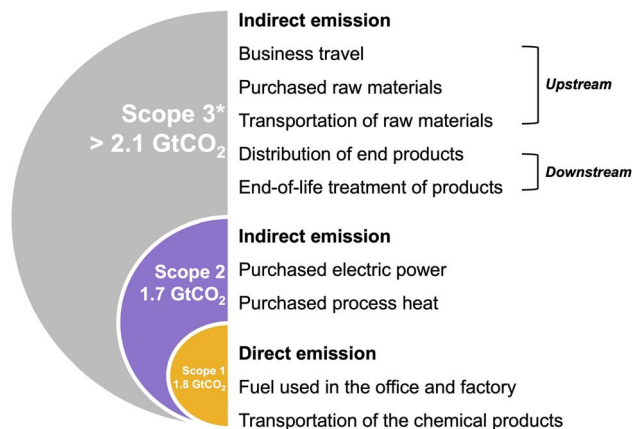 Indirect emission
Business travel
Purchased raw materials
Upstream
Scope 3*
> 2.1 GtCO₂
Transportation of raw materials
Distribution of end products
Downstream
End-of-life treatment of products
Indirect emission
Scope 2
1.7 GtCO₂
Purchased electric power
Purchased process heat
Direct emission
Scope 1
1.8 GtCO₂
Fuel used in the office and factory
Transportation of the chemical products